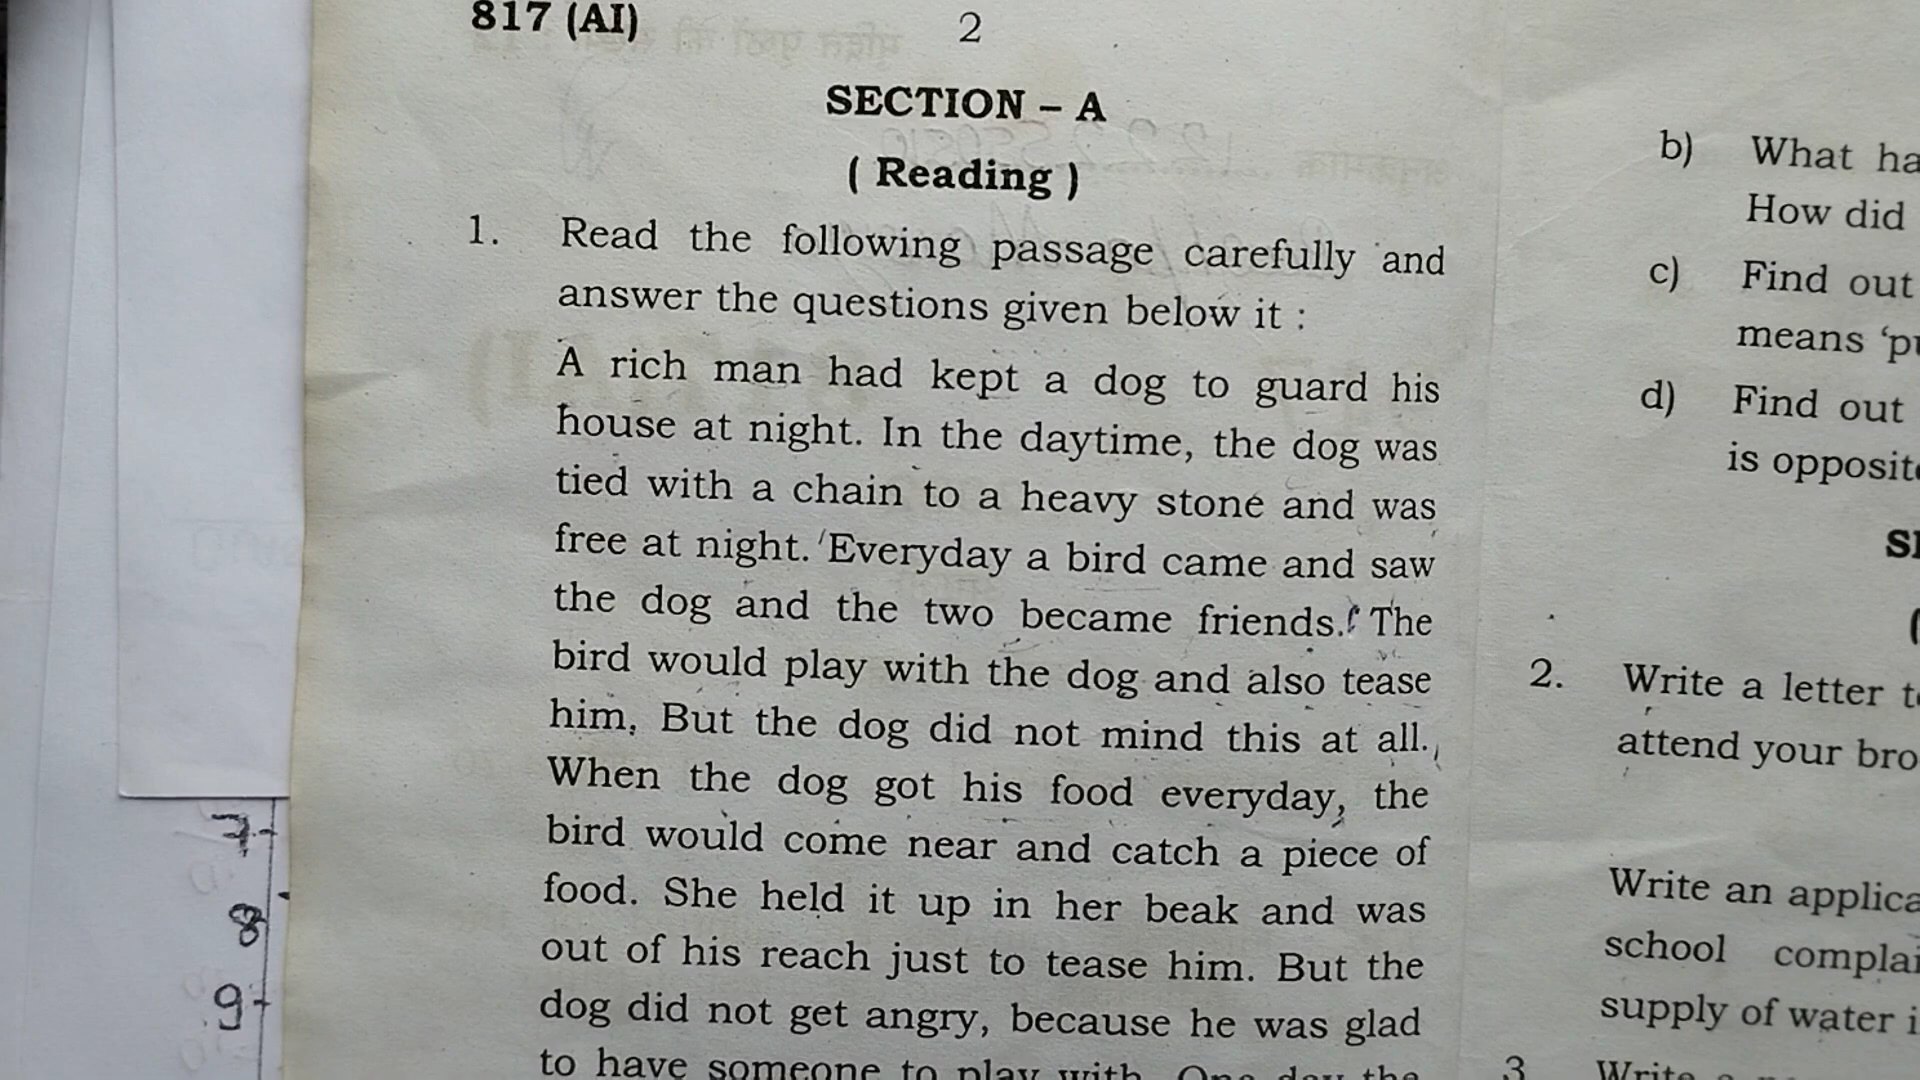 817 (AI)
2
SECTION – A
( Reading )
1. Read the following passage carefully and
answer the questions given below it :
A rich man had kept a dog to guard his
house at night. In the daytime, the dog was
tied with a chain to a heavy stone and was
free at night. Everyday a bird came and saw
the dog and the two became friends. The
bird would play with the dog and also tease
him. But the dog did not mind this at all.
When the dog got his food everyday, the
bird would come near and catch a piece of
food. She held it up in her beak and was
out of his reach just to tease him. But the
dog did not get angry, because he was glad
to have someone to play with. One day the
b) What ha
How did
c) Find out
means ‘pu
d) Find out
is opposite
2. Write a letter
attend your bro
Write an applica
school complai
supply of water i
3 Write a
7
8
9